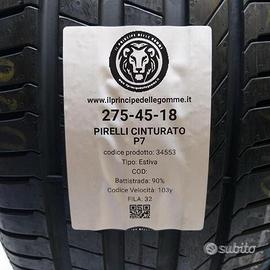 IL PRINCIPE DELLE GOMME
www.ilprincipedellegomme.it
275-45-18
PIRELLI CINTURATO
P7
codice prodotto: 34553
Tipo: Estiva
COD:
Battistrada: 90%
Codice Velocità: 103y
FILA: 32
subito